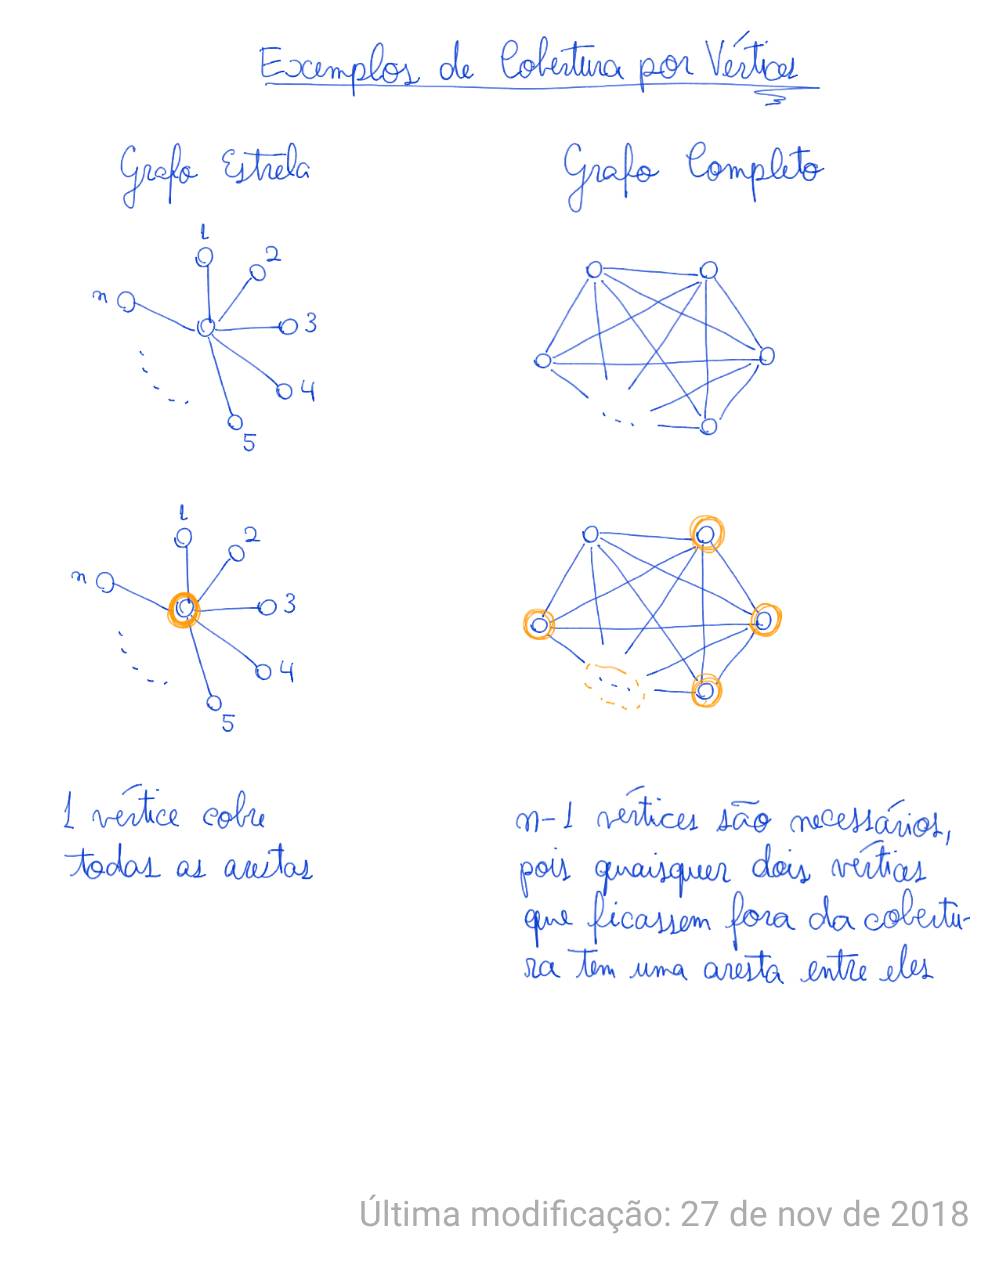 Exemplos de Cobertura por Vértices
Grafo Estrela
Grafo Completo
1
2
n
3
4
5
1
2
n
3
4
5
1 vértice cobre
todas as arestas
n-1 vértices são necessários,
pois quaisquer dois vértices
que ficassem fora da cobertu-
ra tem uma aresta entre eles
Última modificação: 27 de nov de 2018